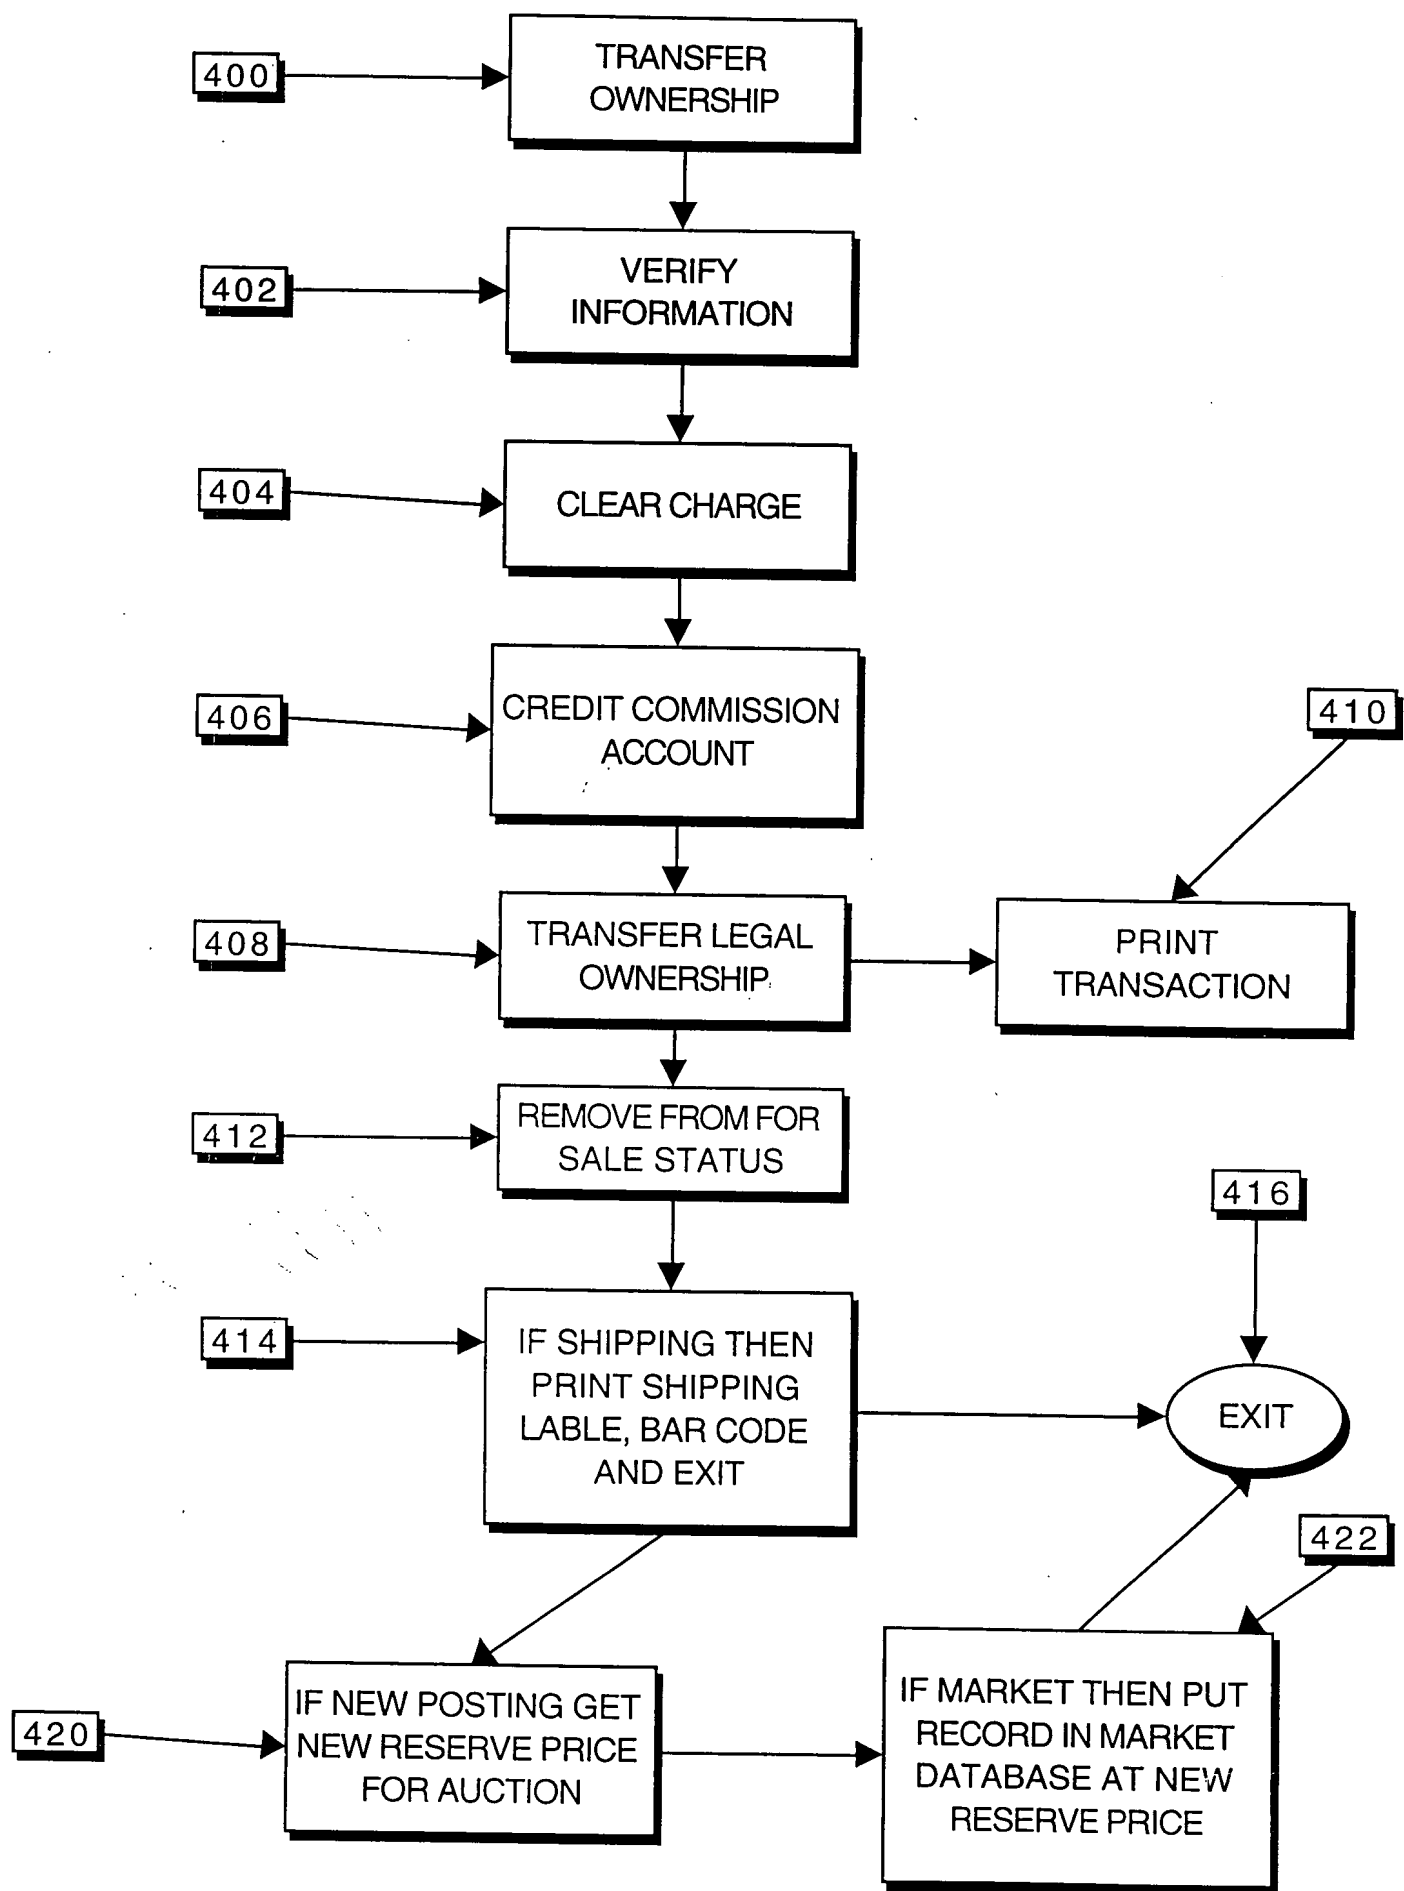 400
TRANSFER
OWNERSHIP
402
VERIFY
INFORMATION
404
CLEAR CHARGE
406
CREDIT COMMISSION
ACCOUNT
410
408
TRANSFER LEGAL
OWNERSHIP
PRINT
TRANSACTION
412
REMOVE FROM FOR
SALE STATUS
416
414
IF SHIPPING THEN
PRINT SHIPPING
LABLE, BAR CODE
AND EXIT
EXIT
422
420
IF NEW POSTING GET
NEW RESERVE PRICE
FOR AUCTION
IF MARKET THEN PUT
RECORD IN MARKET
DATABASE AT NEW
RESERVE PRICE